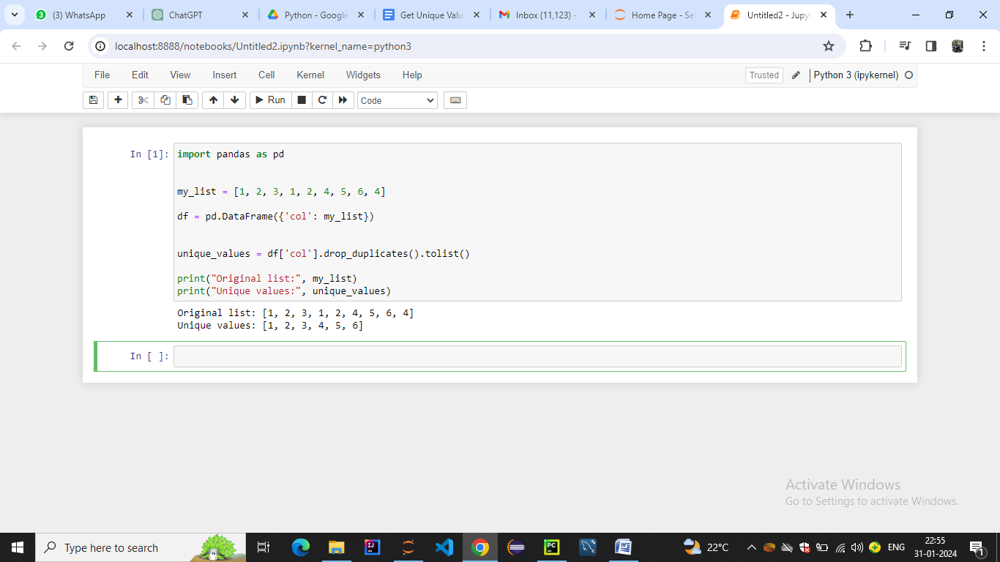 (3) WhatsApp
ChatGPT
Python - Google
Get Unique Valu
Inbox (11,123) -
Home Page - Se
Untitled2 - Jupyt
localhost:8888/notebooks/Untitled2.ipynb?kernel_name=python3
File Edit View Insert Cell Kernel Widgets Help
Trusted
Python 3 (ipykernel)
Run
Code
In [1]:
import pandas as pd
my_list = [1, 2, 3, 1, 2, 4, 5, 6, 4]
df = pd.DataFrame({'col': my_list})
unique_values = df['col'].drop_duplicates().tolist()
print("Original list:", my_list)
print("Unique values:", unique_values)
Original list: [1, 2, 3, 1, 2, 4, 5, 6, 4]
Unique values: [1, 2, 3, 4, 5, 6]
In [ ]:
Activate Windows
Go to Settings to activate Windows.
Type here to search
22°C
ENG
22:55
31-01-2024
1